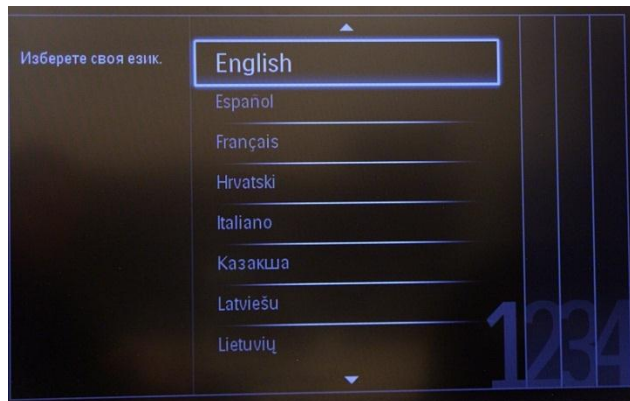 Изберете своя език.
English
Español
Français
Hrvatski
Italiano
Казакша
Latviešu
Lietuvių
1234